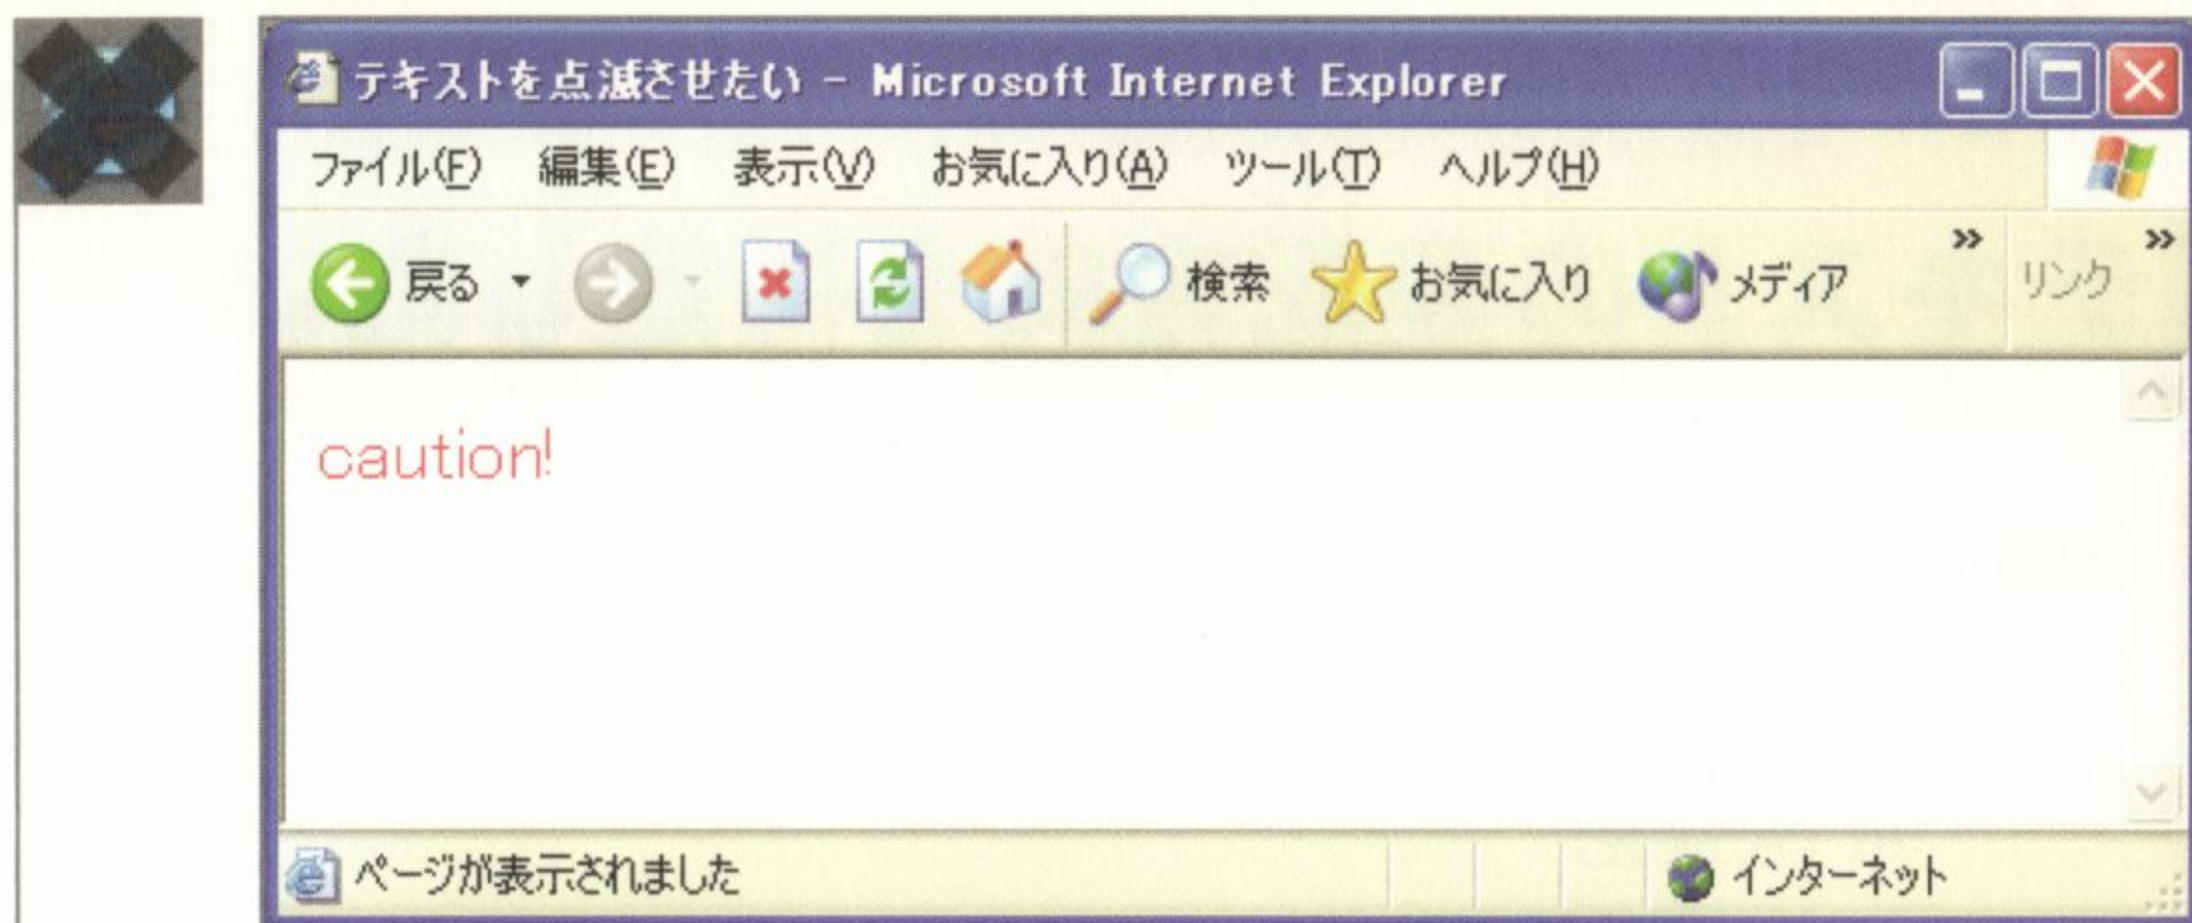 テキストを点滅させたい - Microsoft Internet Explorer
ファイル(F) 編集(E) 表示(V) お気に入り(A) ツール(T) ヘルプ(H)
戻る 検索 お気に入り メディア » リンク »
caution!
ページが表示されました インターネット